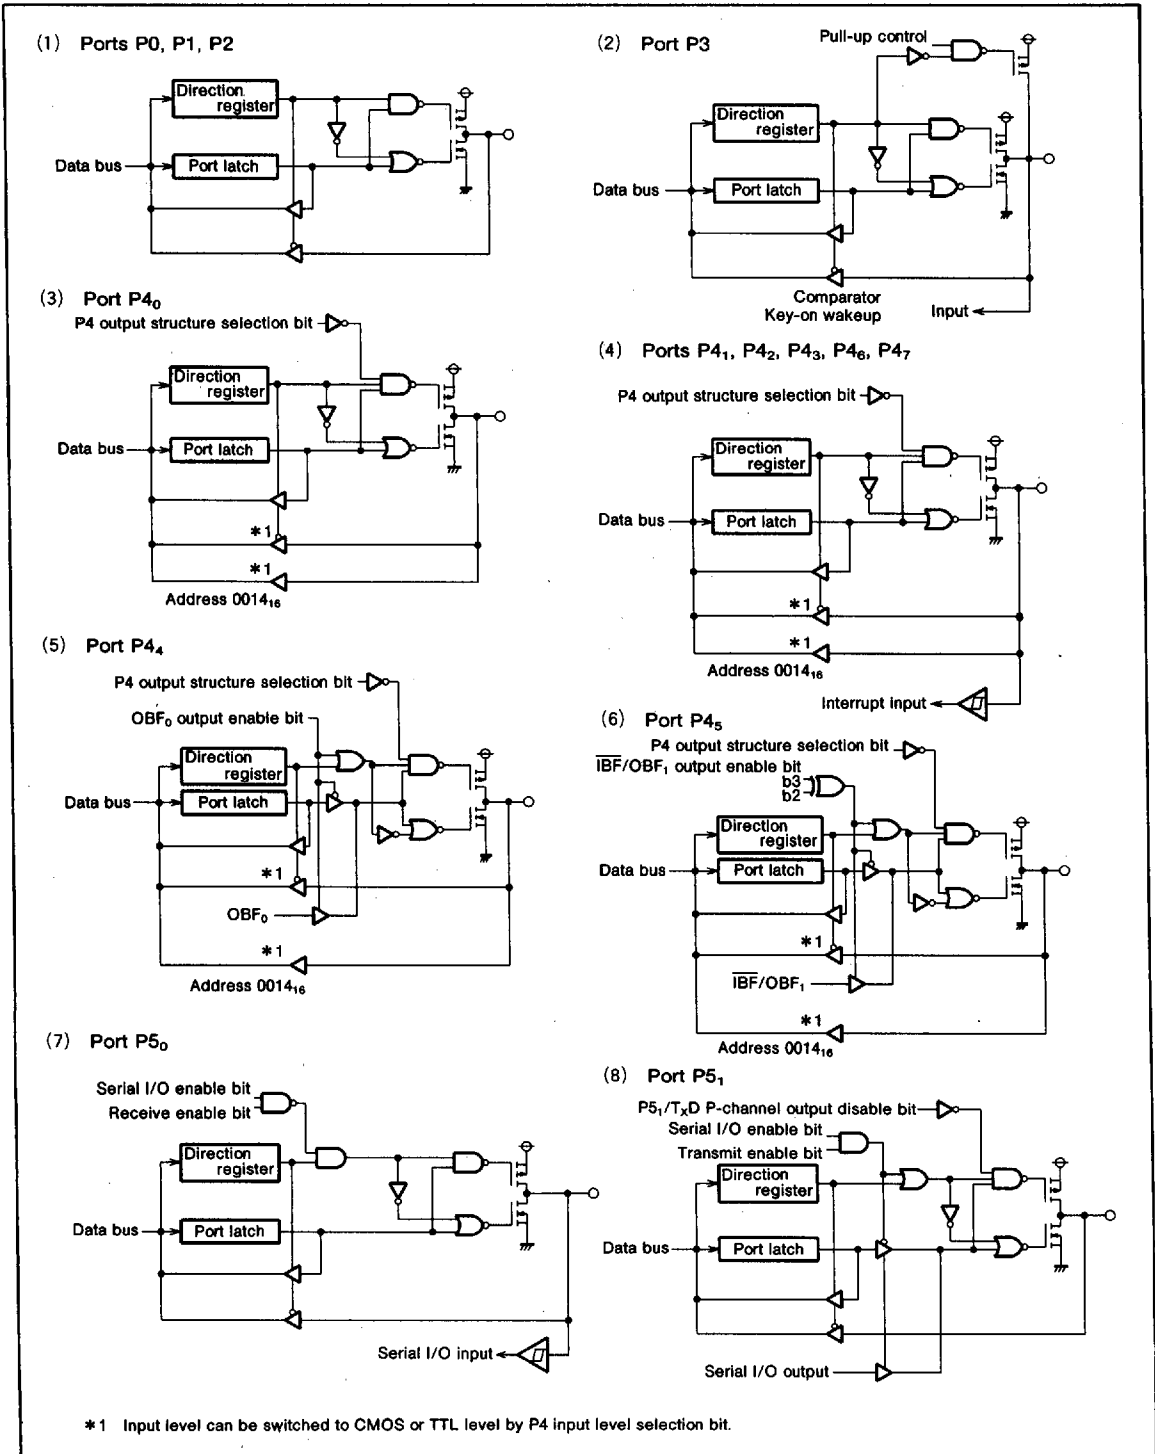 (1) Ports P0, P1, P2
Direction
register
Data bus
Port latch
(2) Port P3
Pull-up control
Direction
register
Data bus
Port latch
Comparator
Key-on wakeup
Input
(3) Port P4₀
P4 output structure selection bit
Direction
register
Data bus
Port latch
*1
*1
Address 0014₁₆
(4) Ports P4₁, P4₂, P4₃, P4₆, P4₇
P4 output structure selection bit
Direction
register
Data bus
Port latch
*1
*1
Address 0014₁₆
Interrupt input
(5) Port P4₄
P4 output structure selection bit
OBF₀ output enable bit
Direction
register
Data bus
Port latch
*1
OBF₀
*1
Address 0014₁₆
(6) Port P4₅
P4 output structure selection bit
I̅B̅F̅/OBF₁ output enable bit
b3
b2
Direction
register
Data bus
Port latch
*1
I̅B̅F̅/OBF₁
*1
Address 0014₁₆
(7) Port P5₀
Serial I/O enable bit
Receive enable bit
Direction
register
Data bus
Port latch
Serial I/O input
(8) Port P5₁
P5₁/TₓD P-channel output disable bit
Serial I/O enable bit
Transmit enable bit
Direction
register
Data bus
Port latch
Serial I/O output
*1 Input level can be switched to CMOS or TTL level by P4 input level selection bit.